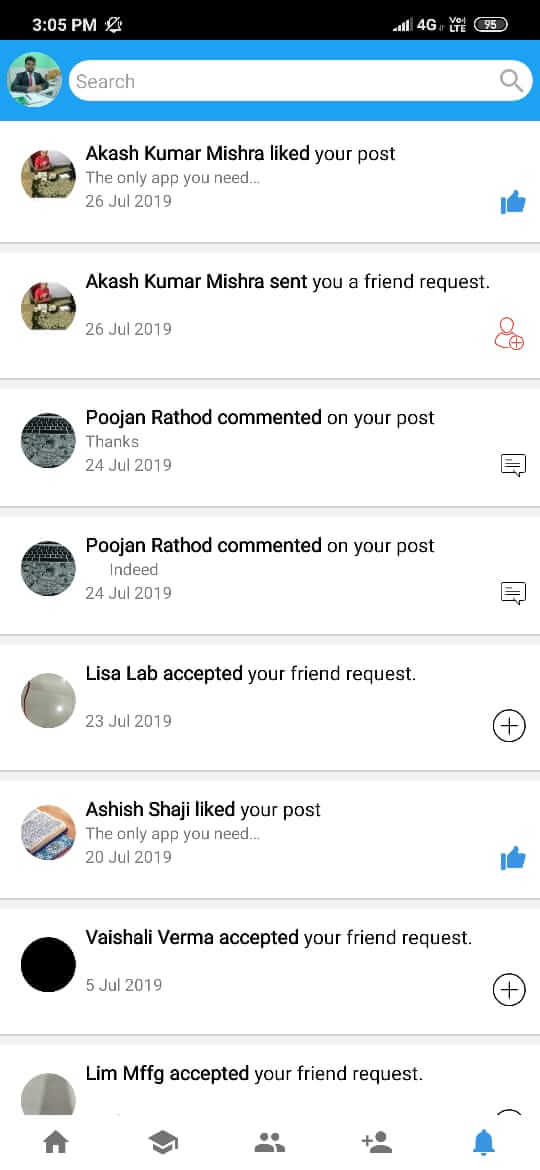 3:05 PM 4G Vo) LTE 95
Search
Akash Kumar Mishra liked your post
The only app you need...
26 Jul 2019
Akash Kumar Mishra sent you a friend request.
26 Jul 2019
Poojan Rathod commented on your post
Thanks
24 Jul 2019
Poojan Rathod commented on your post
Indeed
24 Jul 2019
Lisa Lab accepted your friend request.
23 Jul 2019
Ashish Shaji liked your post
The only app you need...
20 Jul 2019
Vaishali Verma accepted your friend request.
5 Jul 2019
Lim Mffg accepted your friend request.